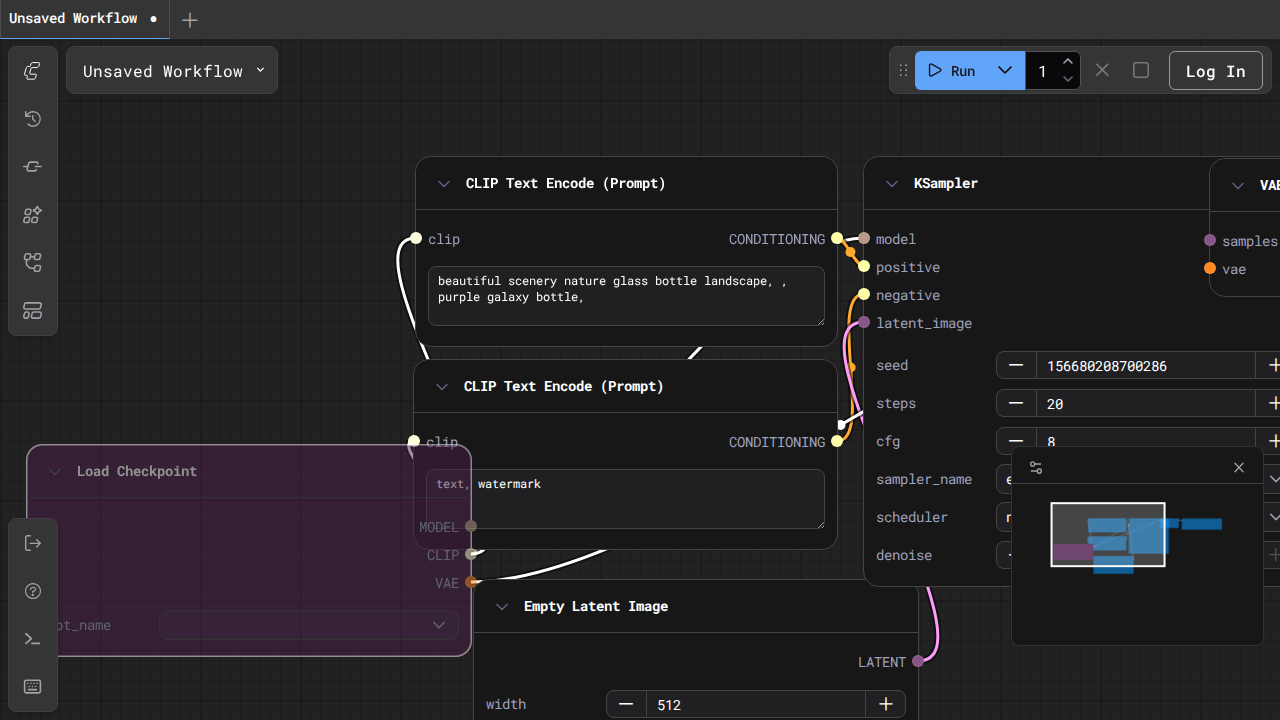 Unsaved Workflow
Unsaved Workflow
Run
1
Log In
CLIP Text Encode (Prompt)
clip
CONDITIONING
beautiful scenery nature glass bottle landscape, ,
purple galaxy bottle,
CLIP Text Encode (Prompt)
clip
CONDITIONING
text, watermark
Load Checkpoint
MODEL
CLIP
VAE
pt_name
Empty Latent Image
LATENT
width
512
KSampler
model
positive
negative
latent_image
seed
156680208700286
steps
20
cfg
8
sampler_name
scheduler
denoise
samples
vae